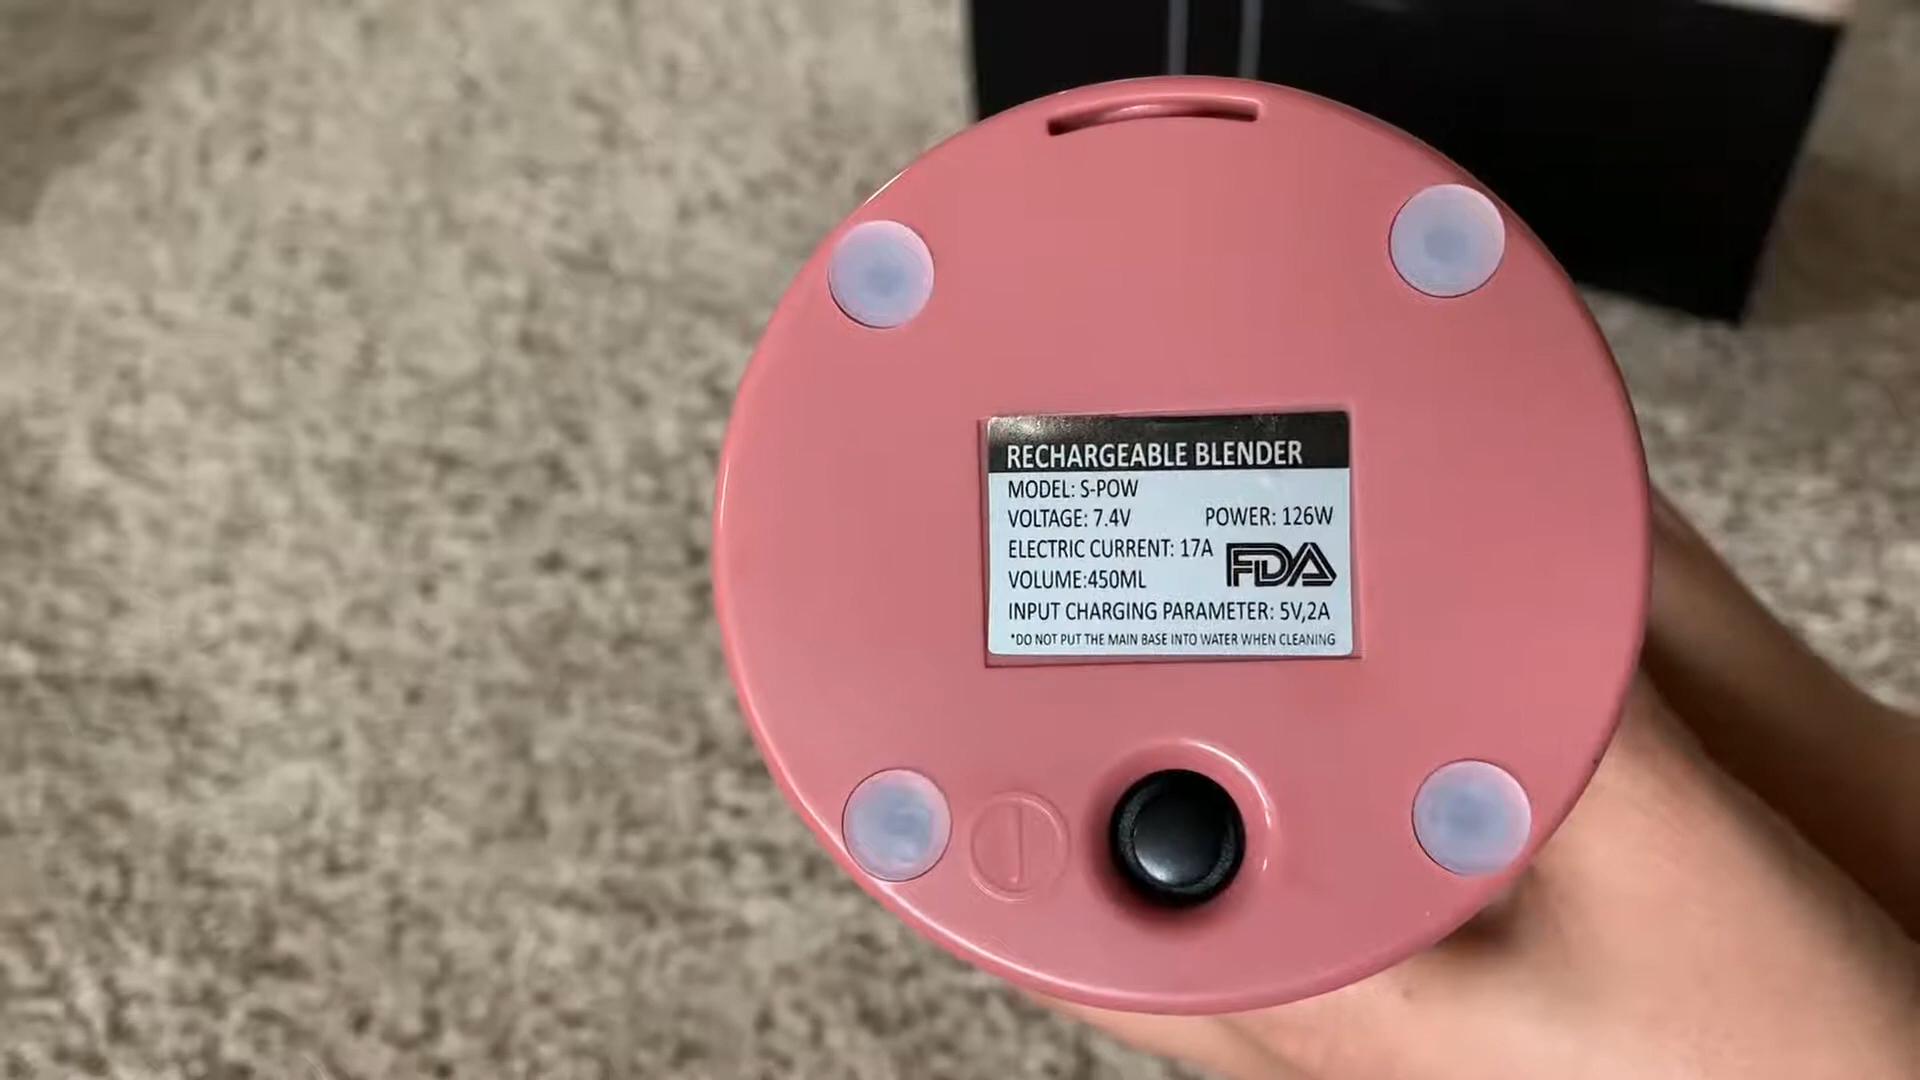 RECHARGEABLE BLENDER
MODEL: S-POW
VOLTAGE: 7.4V POWER: 126W
ELECTRIC CURRENT: 17A FDA
VOLUME:450ML
INPUT CHARGING PARAMETER: 5V,2A
*DO NOT PUT THE MAIN BASE INTO WATER WHEN CLEANING